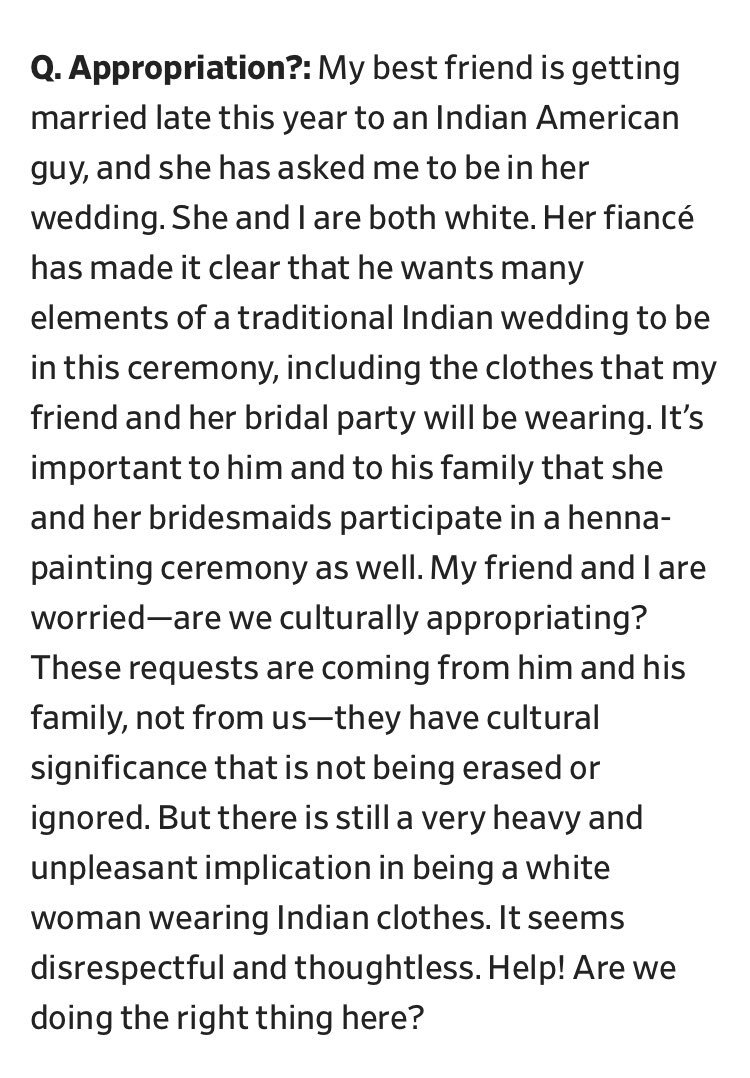 Q. Appropriation?: My best friend is getting
married late this year to an Indian American
guy, and she has asked me to be in her
wedding. She and I are both white. Her fiancé
has made it clear that he wants many
elements of a traditional Indian wedding to be
in this ceremony, including the clothes that my
friend and her bridal party will be wearing. It’s
important to him and to his family that she
and her bridesmaids participate in a henna-
painting ceremony as well. My friend and I are
worried—are we culturally appropriating?
These requests are coming from him and his
family, not from us—they have cultural
significance that is not being erased or
ignored. But there is still a very heavy and
unpleasant implication in being a white
woman wearing Indian clothes. It seems
disrespectful and thoughtless. Help! Are we
doing the right thing here?